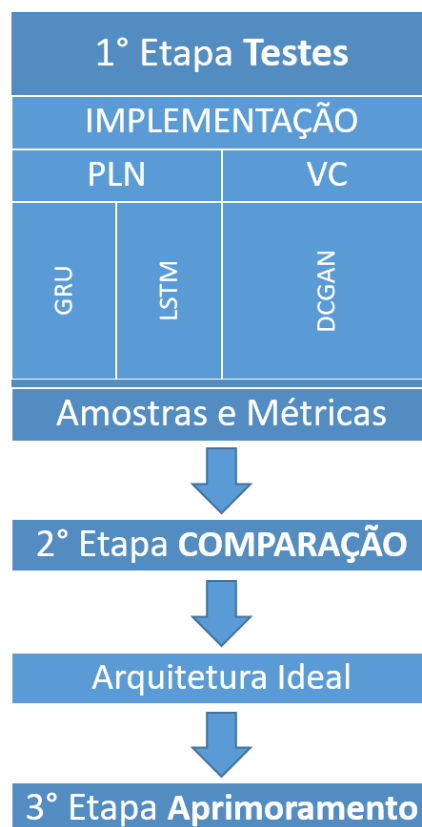 1° Etapa Testes
IMPLEMENTAÇÃO
PLN VC
GRU LSTM DCGAN
Amostras e Métricas
2° Etapa COMPARAÇÃO
Arquitetura Ideal
3° Etapa Aprimoramento